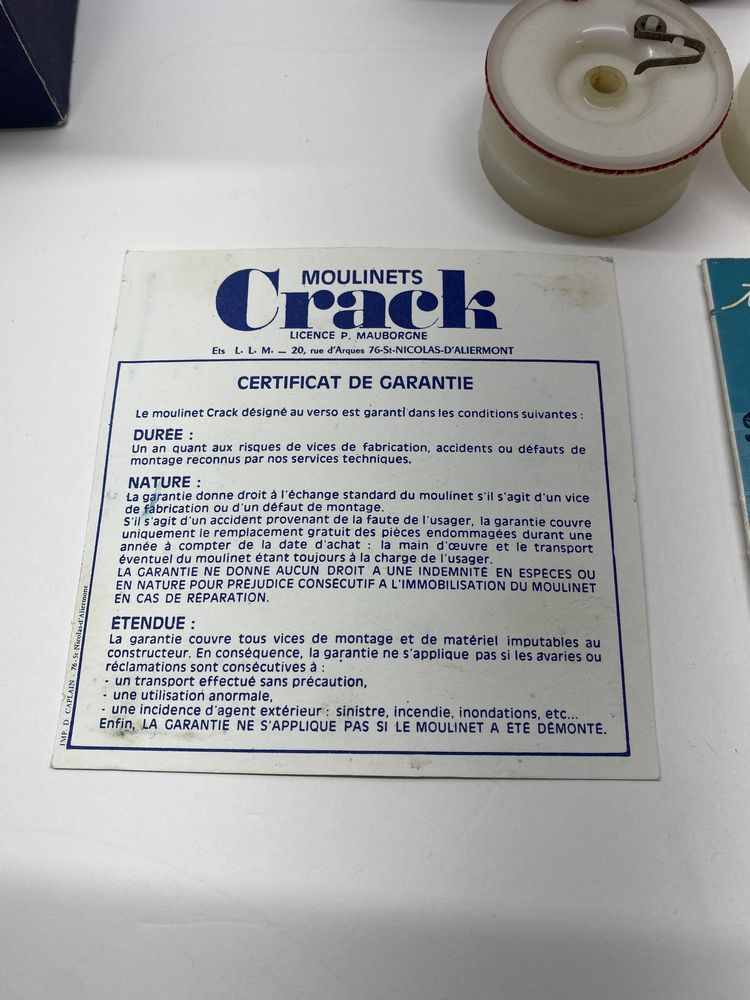 MOULINETS
Crack
LICENCE P. MAUBORGNE
Ets L. L. M. — 20, rue d'Arques 76-St-NICOLAS-D'ALIERMONT
CERTIFICAT DE GARANTIE
Le moulinet Crack désigné au verso est garanti dans les conditions suivantes :
DURÉE :
Un an quant aux risques de vices de fabrication, accidents ou défauts de
montage reconnus par nos services techniques.
NATURE :
La garantie donne droit à l'échange standard du moulinet s'il s'agit d'un vice
de fabrication ou d'un défaut de montage.
S'il s'agit d'un accident provenant de la faute de l'usager, la garantie couvre
uniquement le remplacement gratuit des pièces endommagées durant une
année à compter de la date d'achat : la main d'œuvre et le transport
éventuel du moulinet étant toujours à la charge de l'usager.
LA GARANTIE NE DONNE AUCUN DROIT A UNE INDEMNITÉ EN ESPÈCES OU
EN NATURE POUR PRÉJUDICE CONSÉCUTIF A L'IMMOBILISATION DU MOULINET
EN CAS DE RÉPARATION.
ÉTENDUE :
La garantie couvre tous vices de montage et de matériel imputables au
constructeur. En conséquence, la garantie ne s'applique pas si les avaries ou
réclamations sont consécutives à :
- un transport effectué sans précaution,
- une utilisation anormale,
- une incidence d'agent extérieur : sinistre, incendie, inondations, etc...
Enfin, LA GARANTIE NE S'APPLIQUE PAS SI LE MOULINET A ÉTÉ DÉMONTÉ.
IMP. D. CAPLAIN - 76-St Nicolas-d'Aliermont